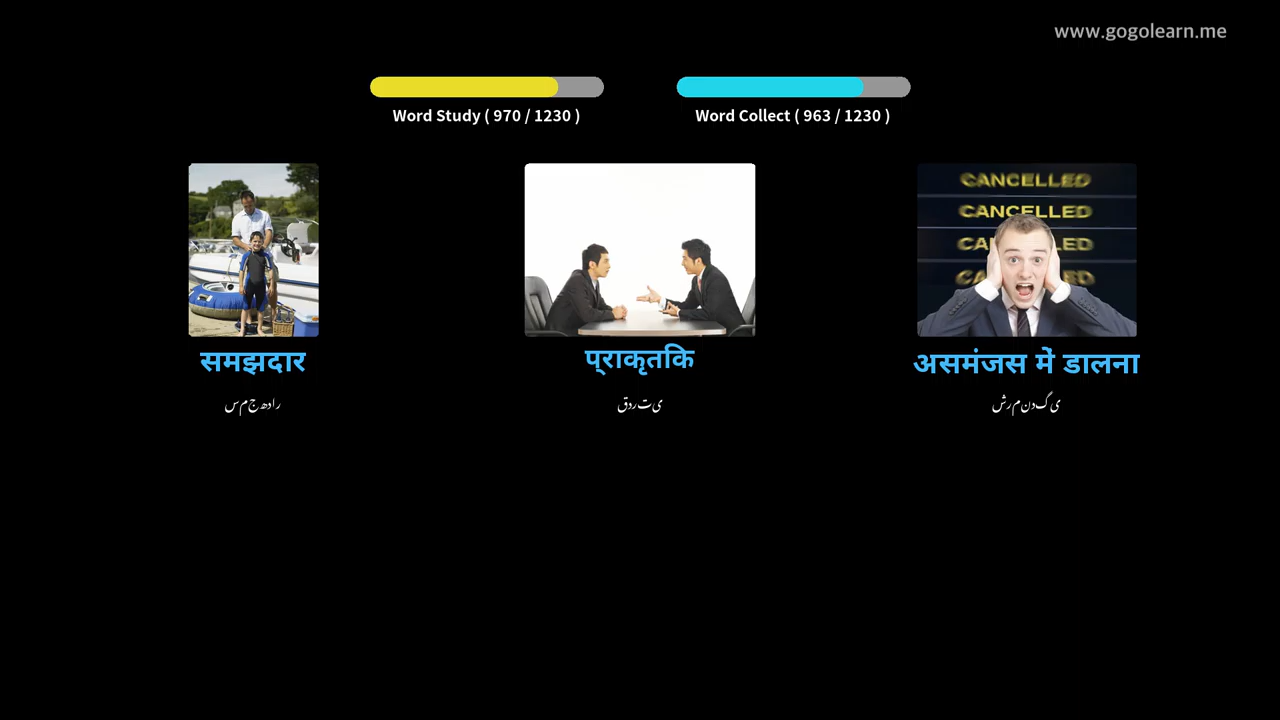 www.gogolearn.me
Word Study ( 970 / 1230 )
Word Collect ( 963 / 1230 )
CANCELLED
CANCELLED
समझदार
प्राकृतिक
असमंजस में डालना
سمجھدار
قدرتی
شرمندگی